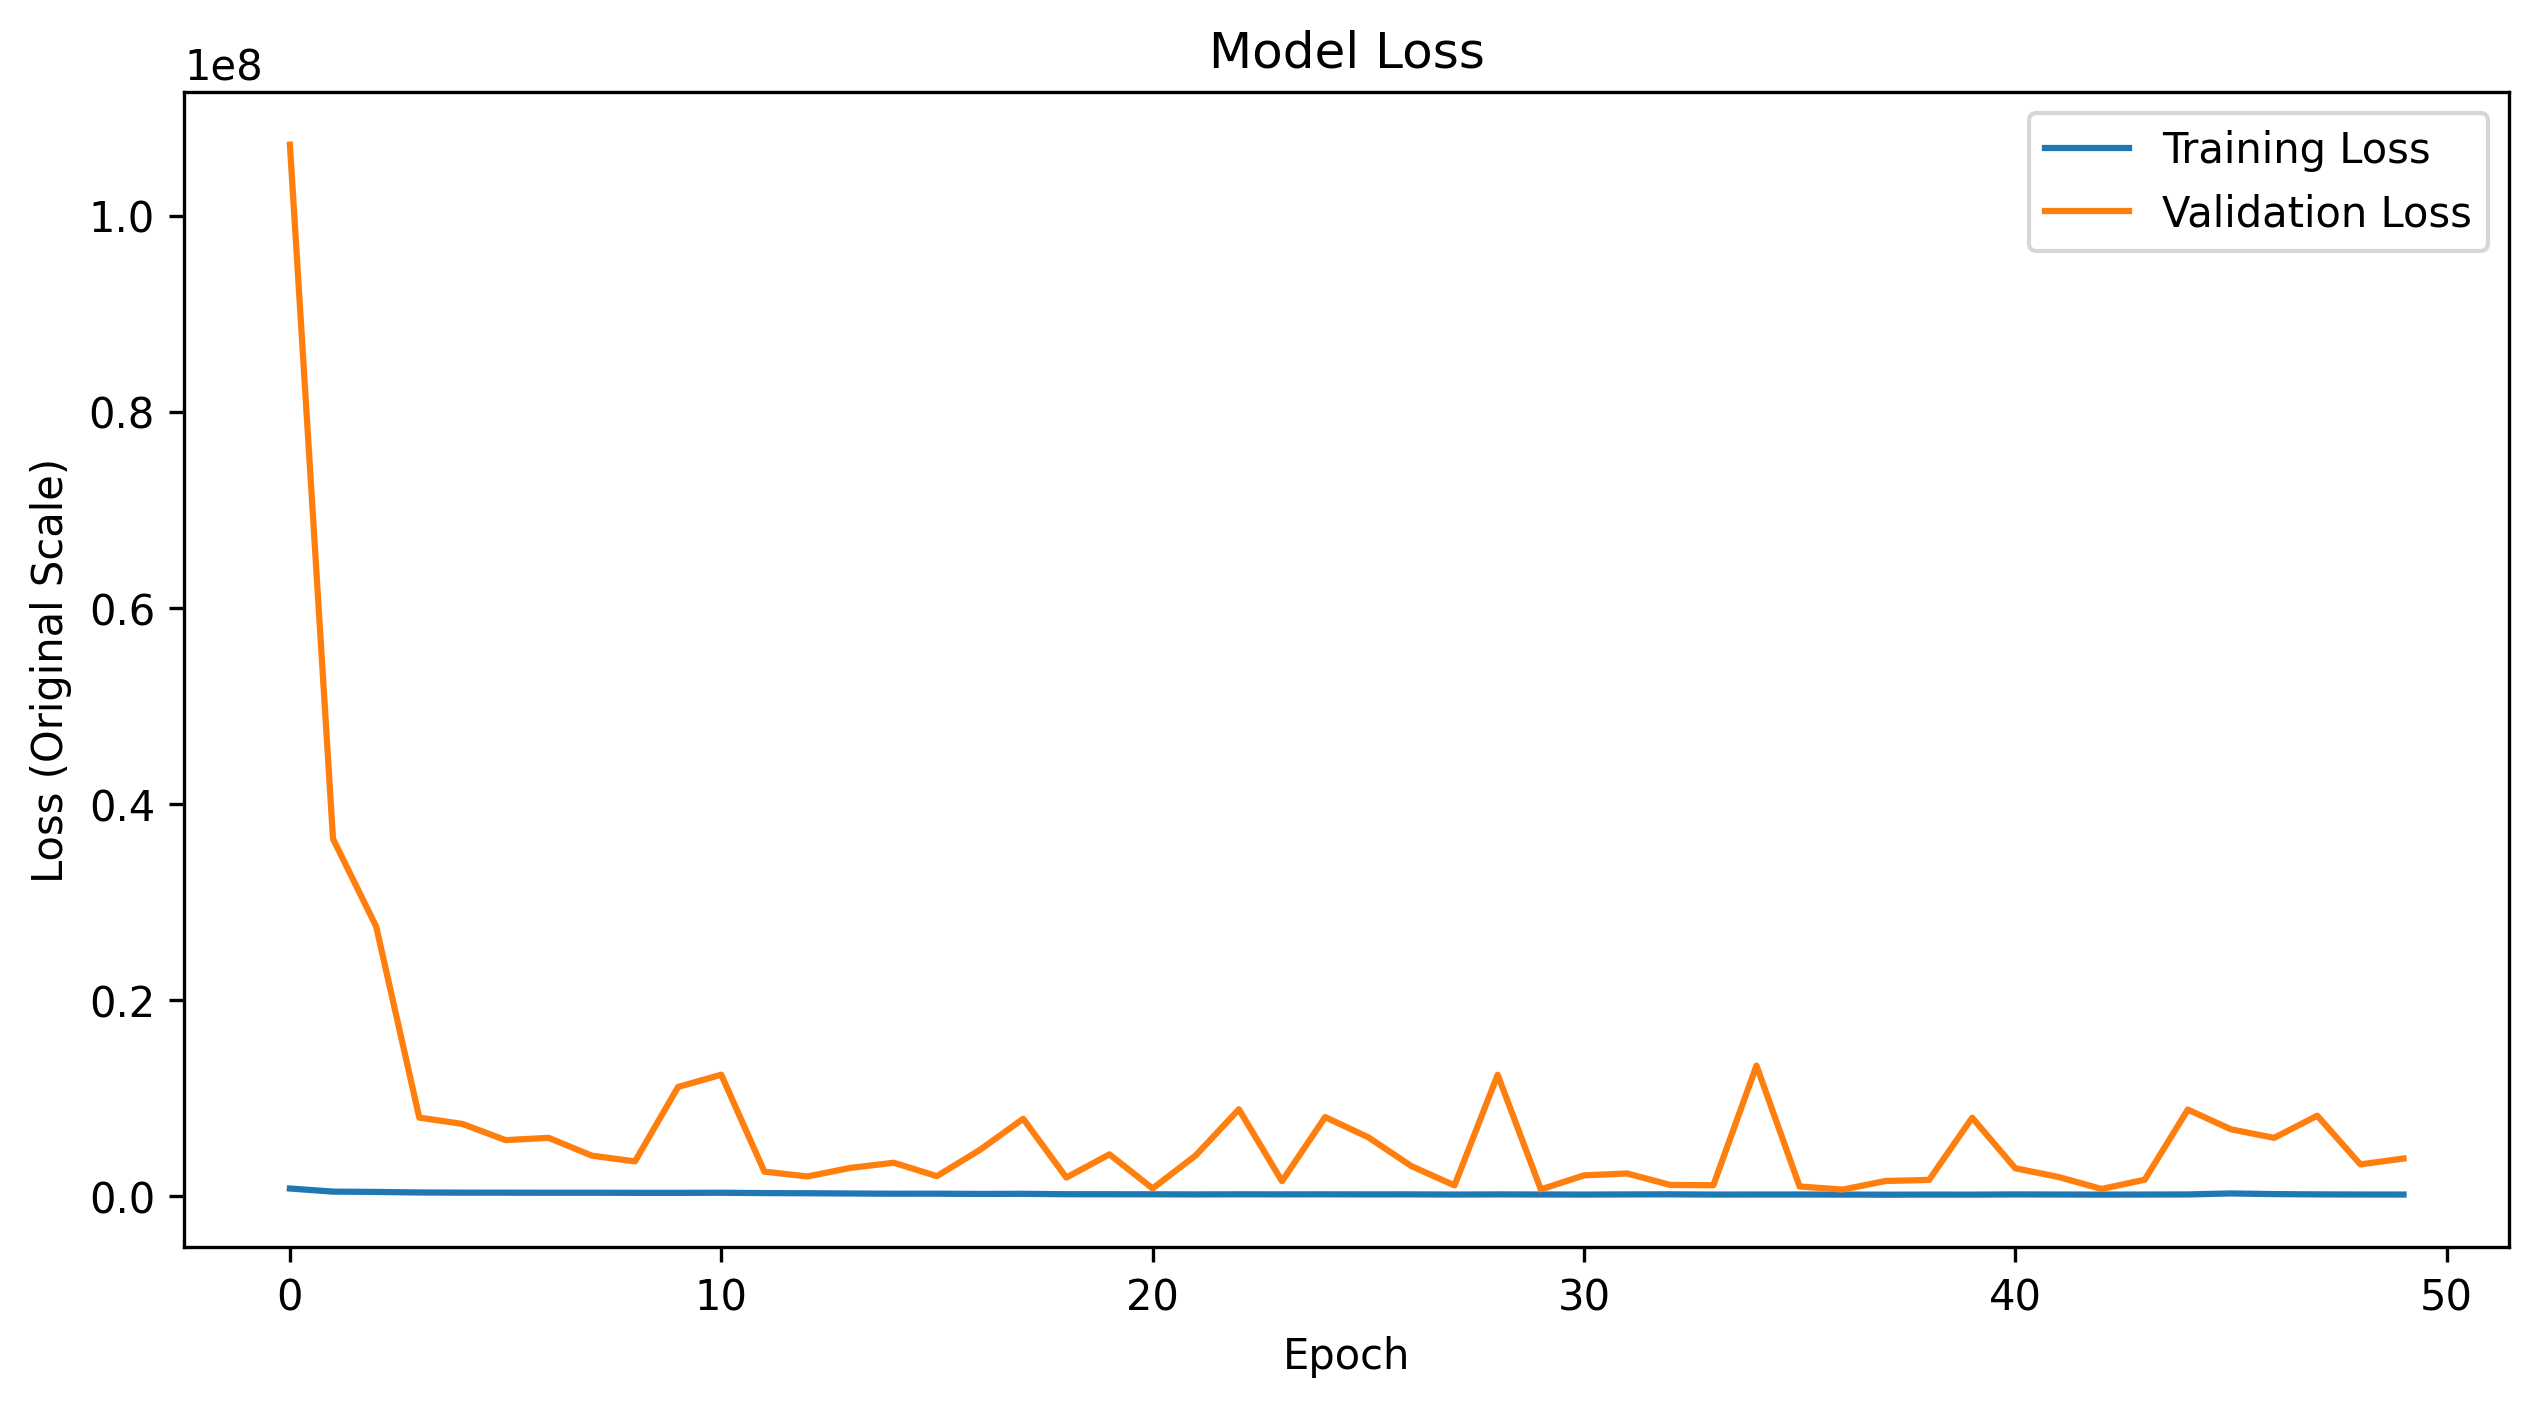 Model Loss
1e8
Training Loss
Validation Loss
1.0
0.8
0.6
0.4
0.2
0.0
Loss (Original Scale)
0 10 20 30 40 50
Epoch